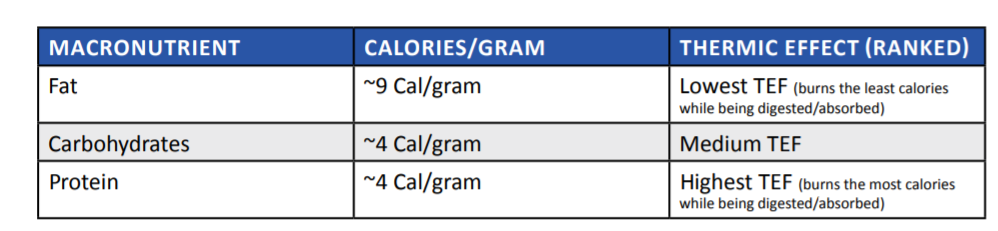 MACRONUTRIENT CALORIES/GRAM THERMIC EFFECT (RANKED)
Fat ~9 Cal/gram Lowest TEF (burns the least calories
while being digested/absorbed)
Carbohydrates ~4 Cal/gram Medium TEF
Protein ~4 Cal/gram Highest TEF (burns the most calories
while being digested/absorbed)